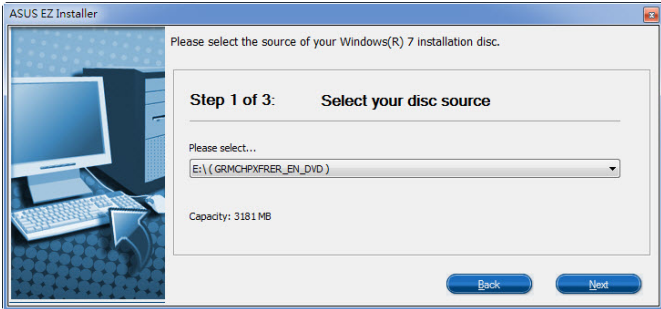 ASUS EZ Installer
Please select the source of your Windows(R) 7 installation disc.
Step 1 of 3: Select your disc source
Please select...
E:\ ( GRMCHPXFRER_EN_DVD )
Capacity: 3181 MB
Back Next